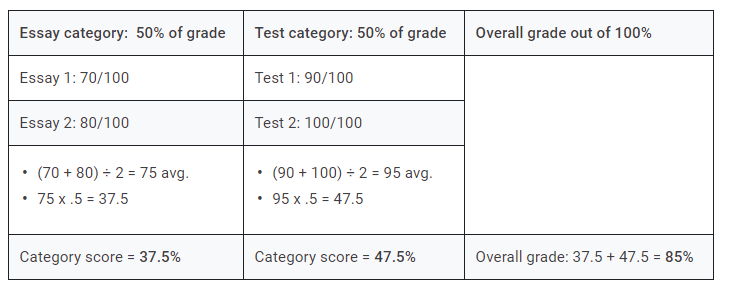 Essay category:  50% of grade
Test category: 50% of grade
Overall grade out of 100%
Essay 1: 70/100
Test 1: 90/100
Essay 2: 80/100
Test 2: 100/100
• (70 + 80) ÷ 2 = 75 avg.
• 75 x .5 = 37.5
• (90 + 100) ÷ 2 = 95 avg.
• 95 x .5 = 47.5
Category score = 37.5%
Category score = 47.5%
Overall grade: 37.5 + 47.5 = 85%